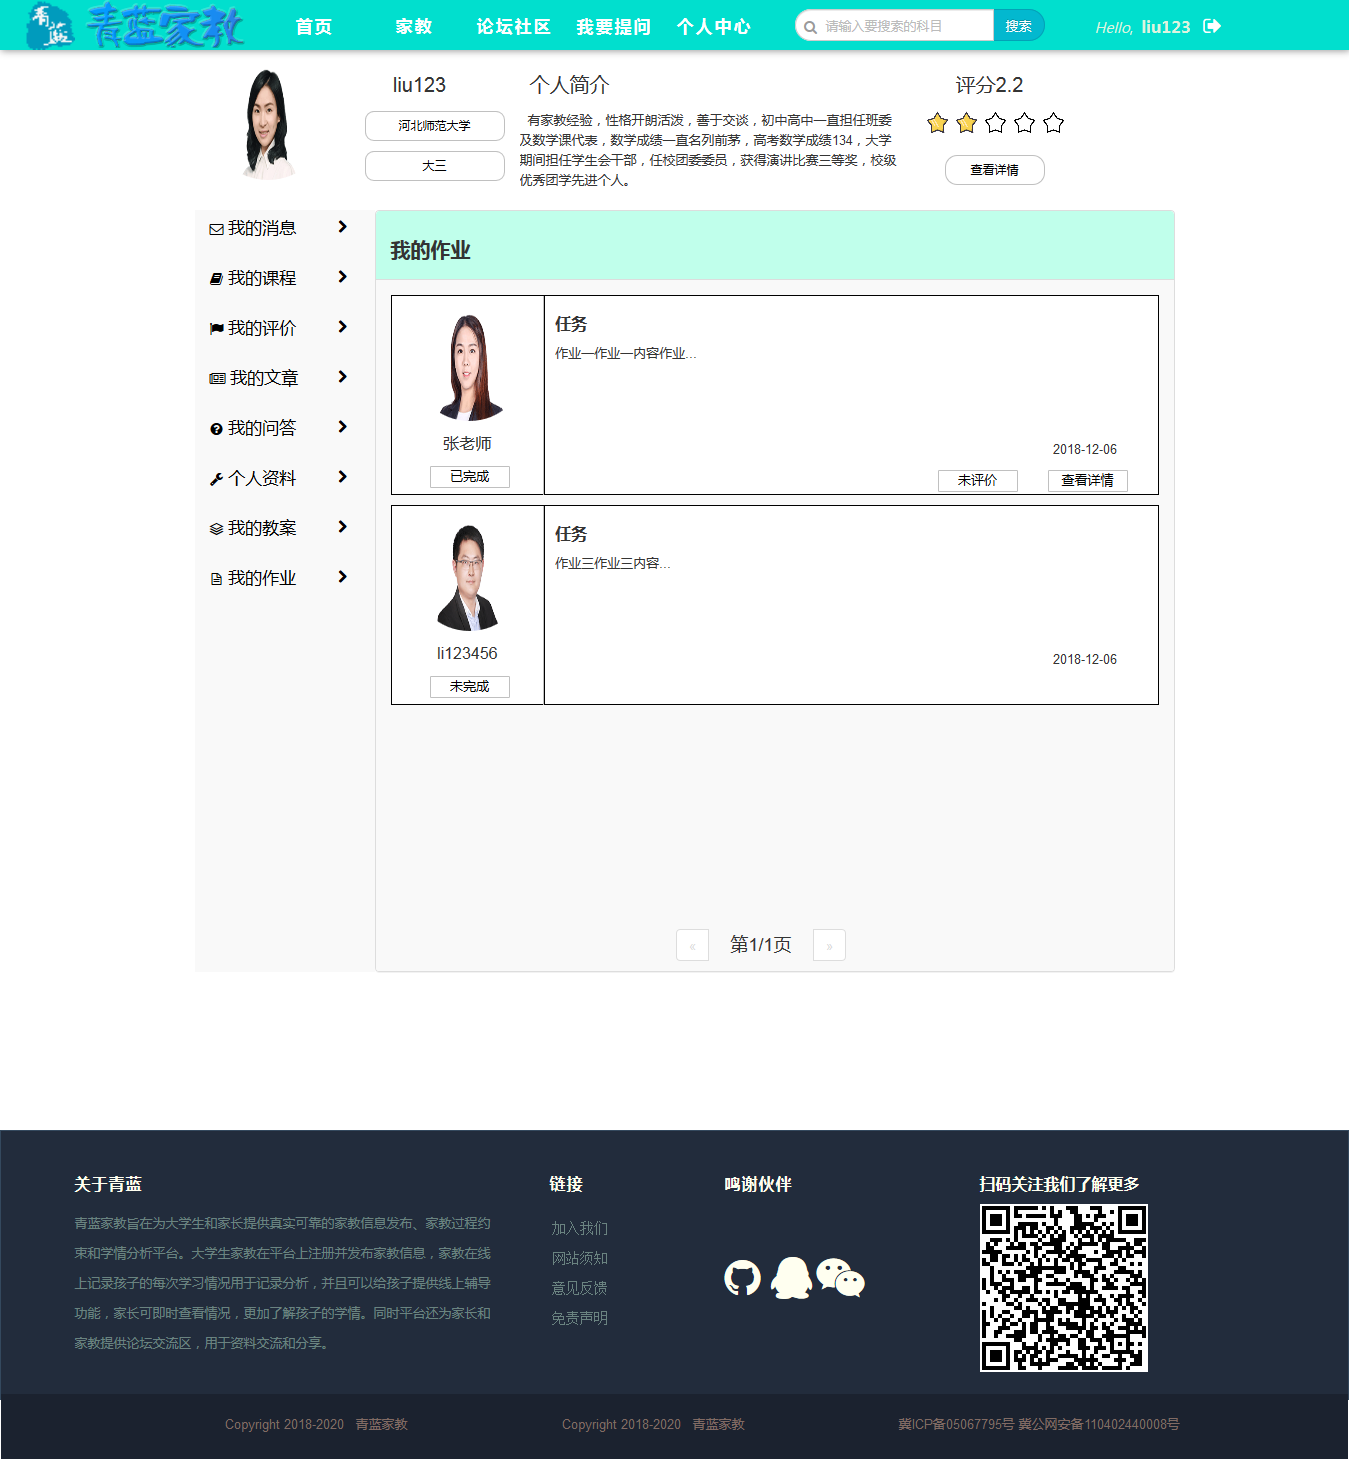 青蓝 青蓝家教 首页 家教 论坛社区 我要提问 个人中心 请输入要搜索的科目 搜索 Hello, liu123
liu123 个人简介 评分2.2
河北师范大学
大三
有家教经验，性格开朗活泼，善于交谈，初中高中一直担任班委
及数学课代表，数学成绩一直名列前茅，高考数学成绩134，大学
期间担任学生会干部，任校团委委员，获得演讲比赛三等奖，校级
优秀团学先进个人。
查看详情
我的消息
我的课程
我的评价
我的文章
我的问答
个人资料
我的教案
我的作业
我的作业
张老师
已完成
任务
作业一作业一内容作业...
2018-12-06
未评价 查看详情
li123456
未完成
任务
作业三作业三内容...
2018-12-06
« 第1/1页 »
关于青蓝
青蓝家教旨在为大学生和家长提供真实可靠的家教信息发布、家教过程约
束和学情分析平台。大学生家教在平台上注册并发布家教信息，家教在线
上记录孩子的每次学习情况用于记录分析，并且可以给孩子提供线上辅导
功能，家长可即时查看情况，更加了解孩子的学情。同时平台还为家长和
家教提供论坛交流区，用于资料交流和分享。
链接
加入我们
网站须知
意见反馈
免责声明
鸣谢伙伴
扫码关注我们了解更多
Copyright 2018-2020 青蓝家教 Copyright 2018-2020 青蓝家教 冀ICP备05067795号 冀公网安备110402440008号